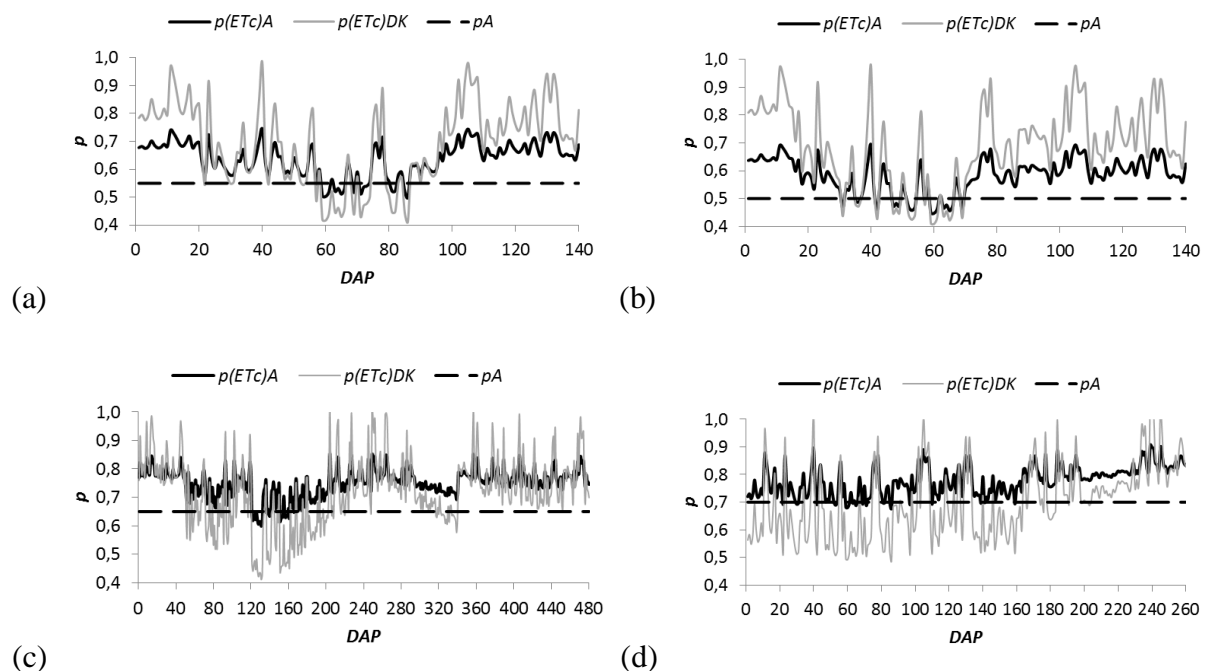 p(ETc)A p(ETc)DK pA
1,0
0,9
0,8
0,7
0,6
0,5
0,4
p
0 20 40 60 80 100 120 140
DAP
(a)
p(ETc)A p(ETc)DK pA
1,0
0,9
0,8
0,7
0,6
0,5
0,4
p
0 20 40 60 80 100 120 140
DAP
(b)
p(ETc)A p(ETc)DK pA
1,0
0,9
0,8
0,7
0,6
0,5
0,4
p
0 40 80 120 160 200 240 280 320 360 400 440 480
DAP
(c)
p(ETc)A p(ETc)DK pA
1,0
0,9
0,8
0,7
0,6
0,5
0,4
p
0 20 40 60 80 100 120 140 160 180 200 220 240 260
DAP
(d)